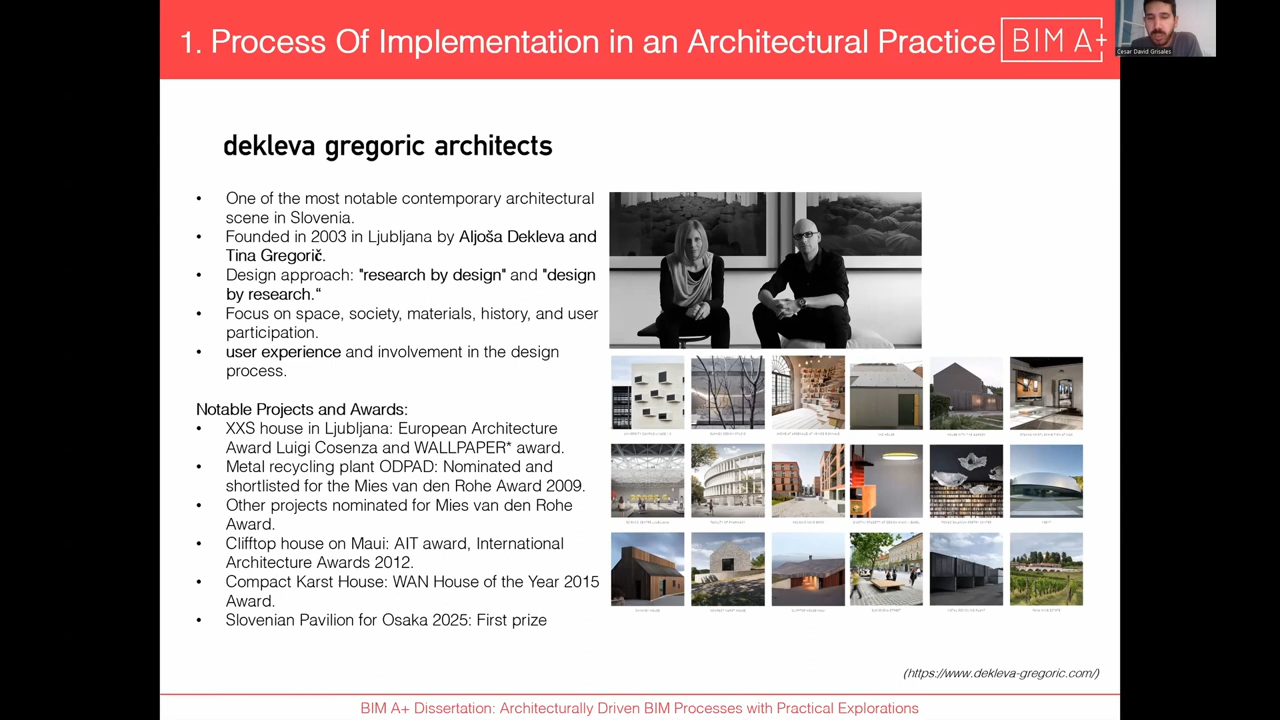 1. Process Of Implementation in an Architectural Practice
BIM A+
Cesar David Grisales
dekleva gregoric architects
• One of the most notable contemporary architectural
scene in Slovenia.
• Founded in 2003 in Ljubljana by Aljoša Dekleva and
Tina Gregorič.
• Design approach: "research by design" and "design
by research.“
• Focus on space, society, materials, history, and user
participation.
• user experience and involvement in the design
process.
Notable Projects and Awards:
• XXS house in Ljubljana: European Architecture
Award Luigi Cosenza and WALLPAPER* award.
• Metal recycling plant ODPAD: Nominated and
shortlisted for the Mies van den Rohe Award 2009.
• Other projects nominated for Mies van den Rohe
Award.
• Clifftop house on Maui: AIT award, International
Architecture Awards 2012.
• Compact Karst House: WAN House of the Year 2015
Award.
• Slovenian Pavilion for Osaka 2025: First prize
(https://www.dekleva-gregoric.com/)
BIM A+ Dissertation: Architecturally Driven BIM Processes with Practical Explorations